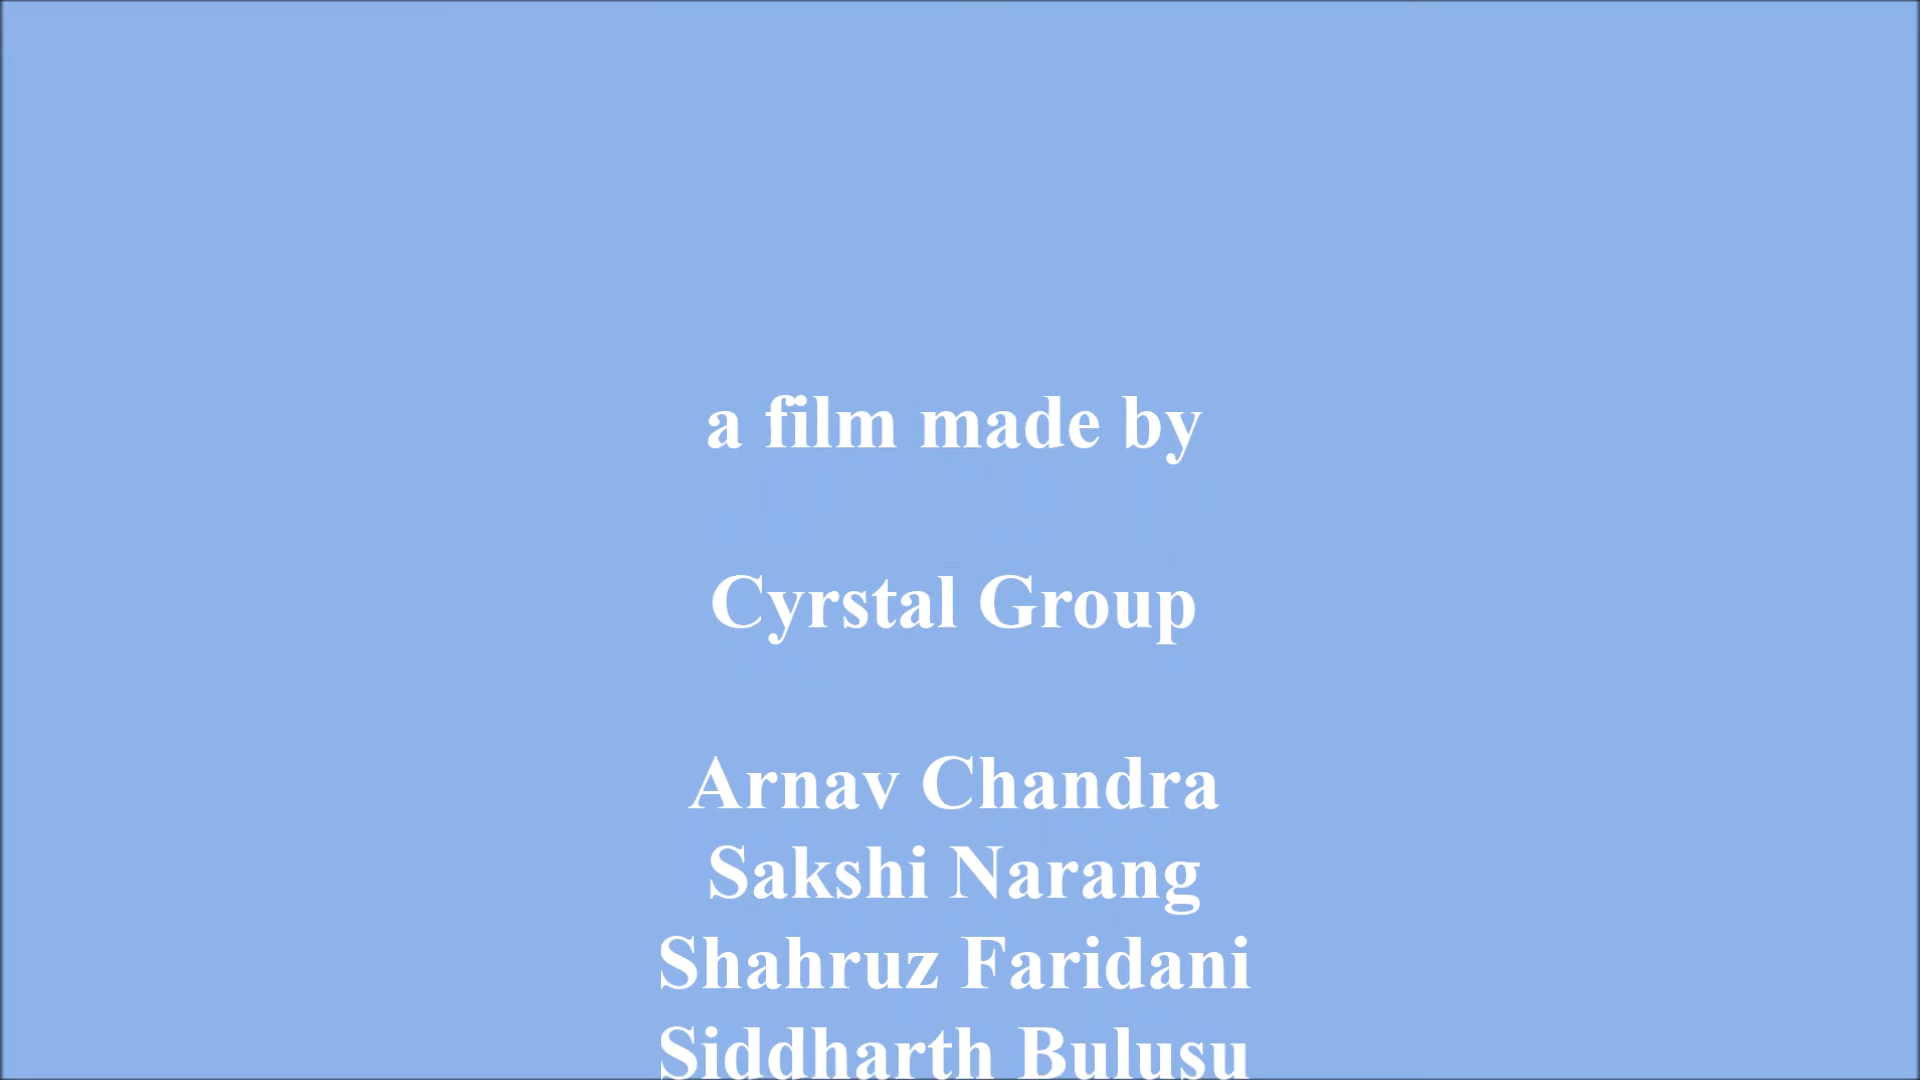 a film made by
Cyrstal Group
Arnav Chandra
Sakshi Narang
Shahruz Faridani
Siddharth Bulusu